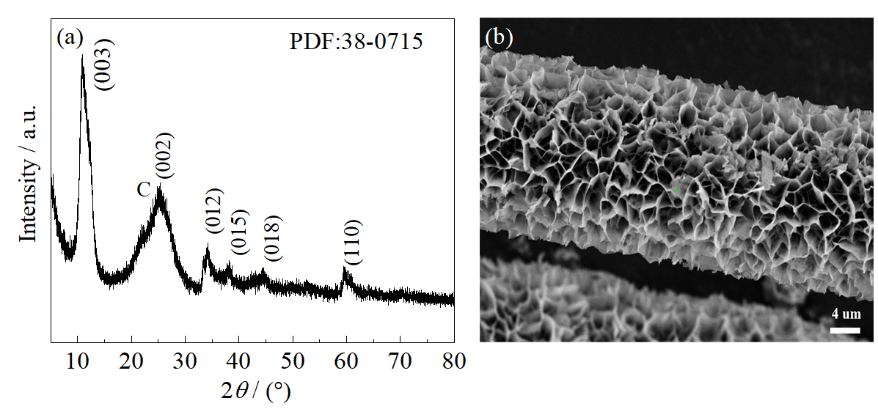 (a)
PDF:38-0715
(003)
C (002)
(012)
(015)
(018)
(110)
Intensity / a.u.
10 20 30 40 50 60 70 80
2θ / (°)
(b)
4 um